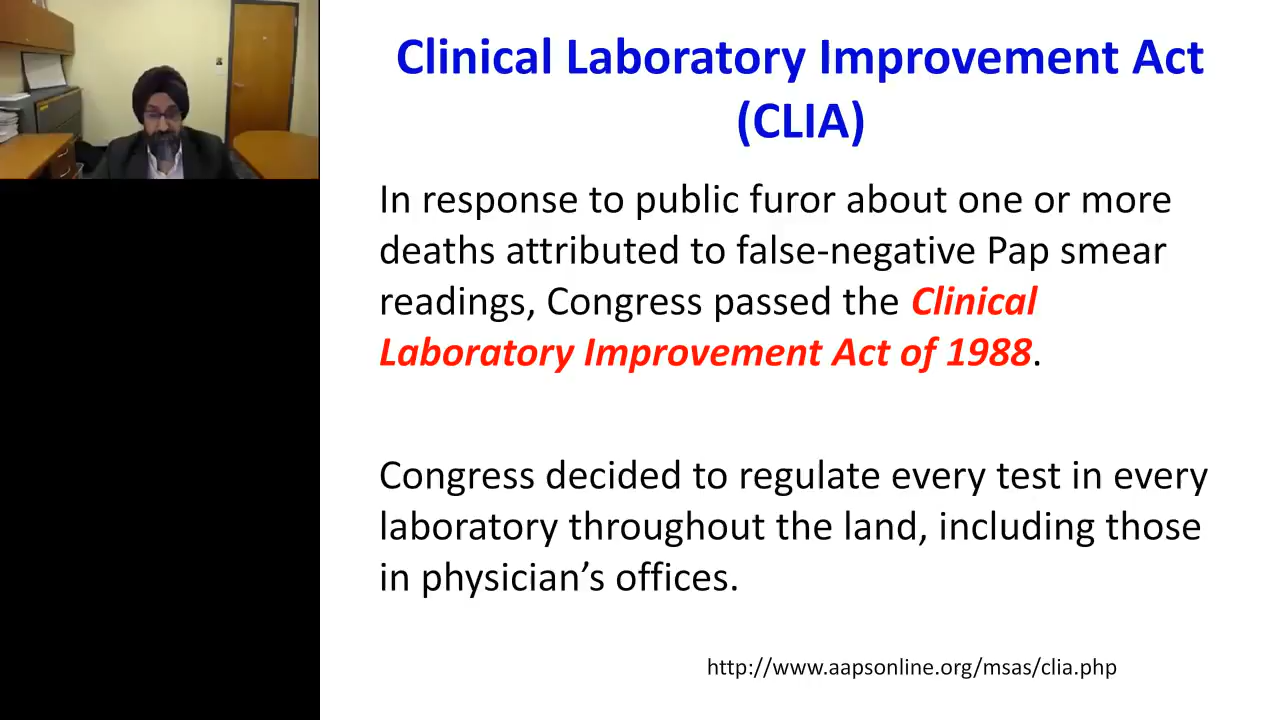 Clinical Laboratory Improvement Act
(CLIA)
In response to public furor about one or more
deaths attributed to false-negative Pap smear
readings, Congress passed the Clinical
Laboratory Improvement Act of 1988.
Congress decided to regulate every test in every
laboratory throughout the land, including those
in physician’s offices.
http://www.aapsonline.org/msas/clia.php